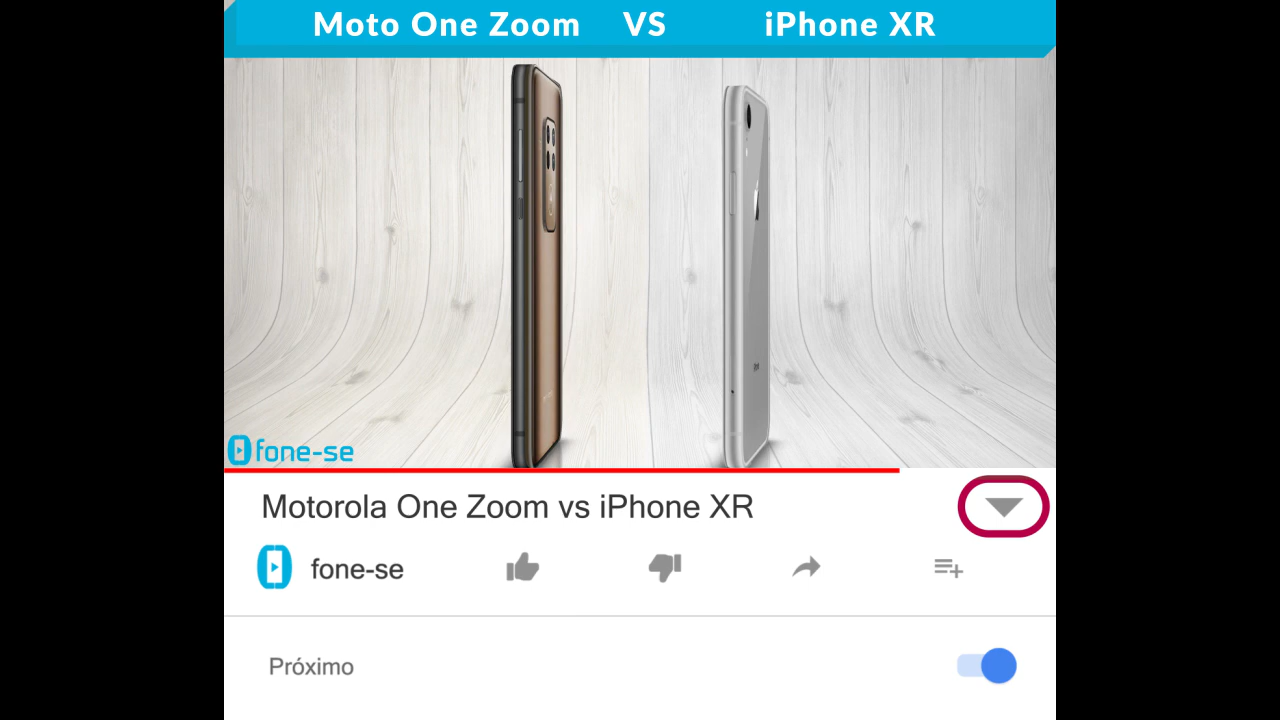 Moto One Zoom VS iPhone XR
fone-se
Motorola One Zoom vs iPhone XR
fone-se
Próximo